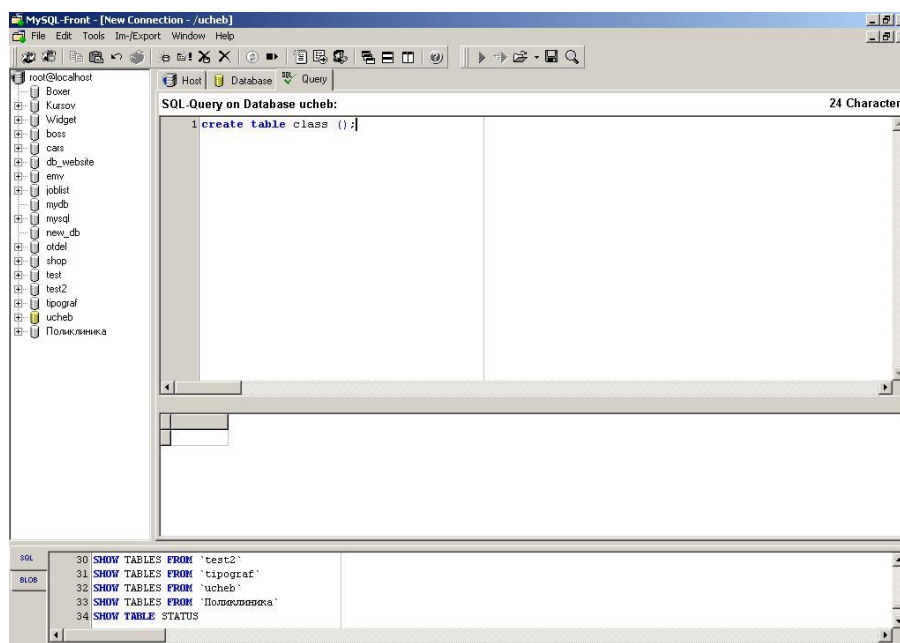 MySQL-Front - [New Connection - /ucheb]
File Edit Tools Im-/Export Window Help
root@localhost
Boxer
Kursov
Widget
boss
cars
db_website
emv
joblist
mydb
mysql
new_db
otdel
shop
test
test2
tipograf
ucheb
Поликлиника
Host Database SQL Query
SQL-Query on Database ucheb: 24 Character
1 create table class ();
SQL
BLOB
30 SHOW TABLES FROM `test2`
31 SHOW TABLES FROM `tipograf`
32 SHOW TABLES FROM `ucheb`
33 SHOW TABLES FROM `Поликлиника`
34 SHOW TABLE STATUS